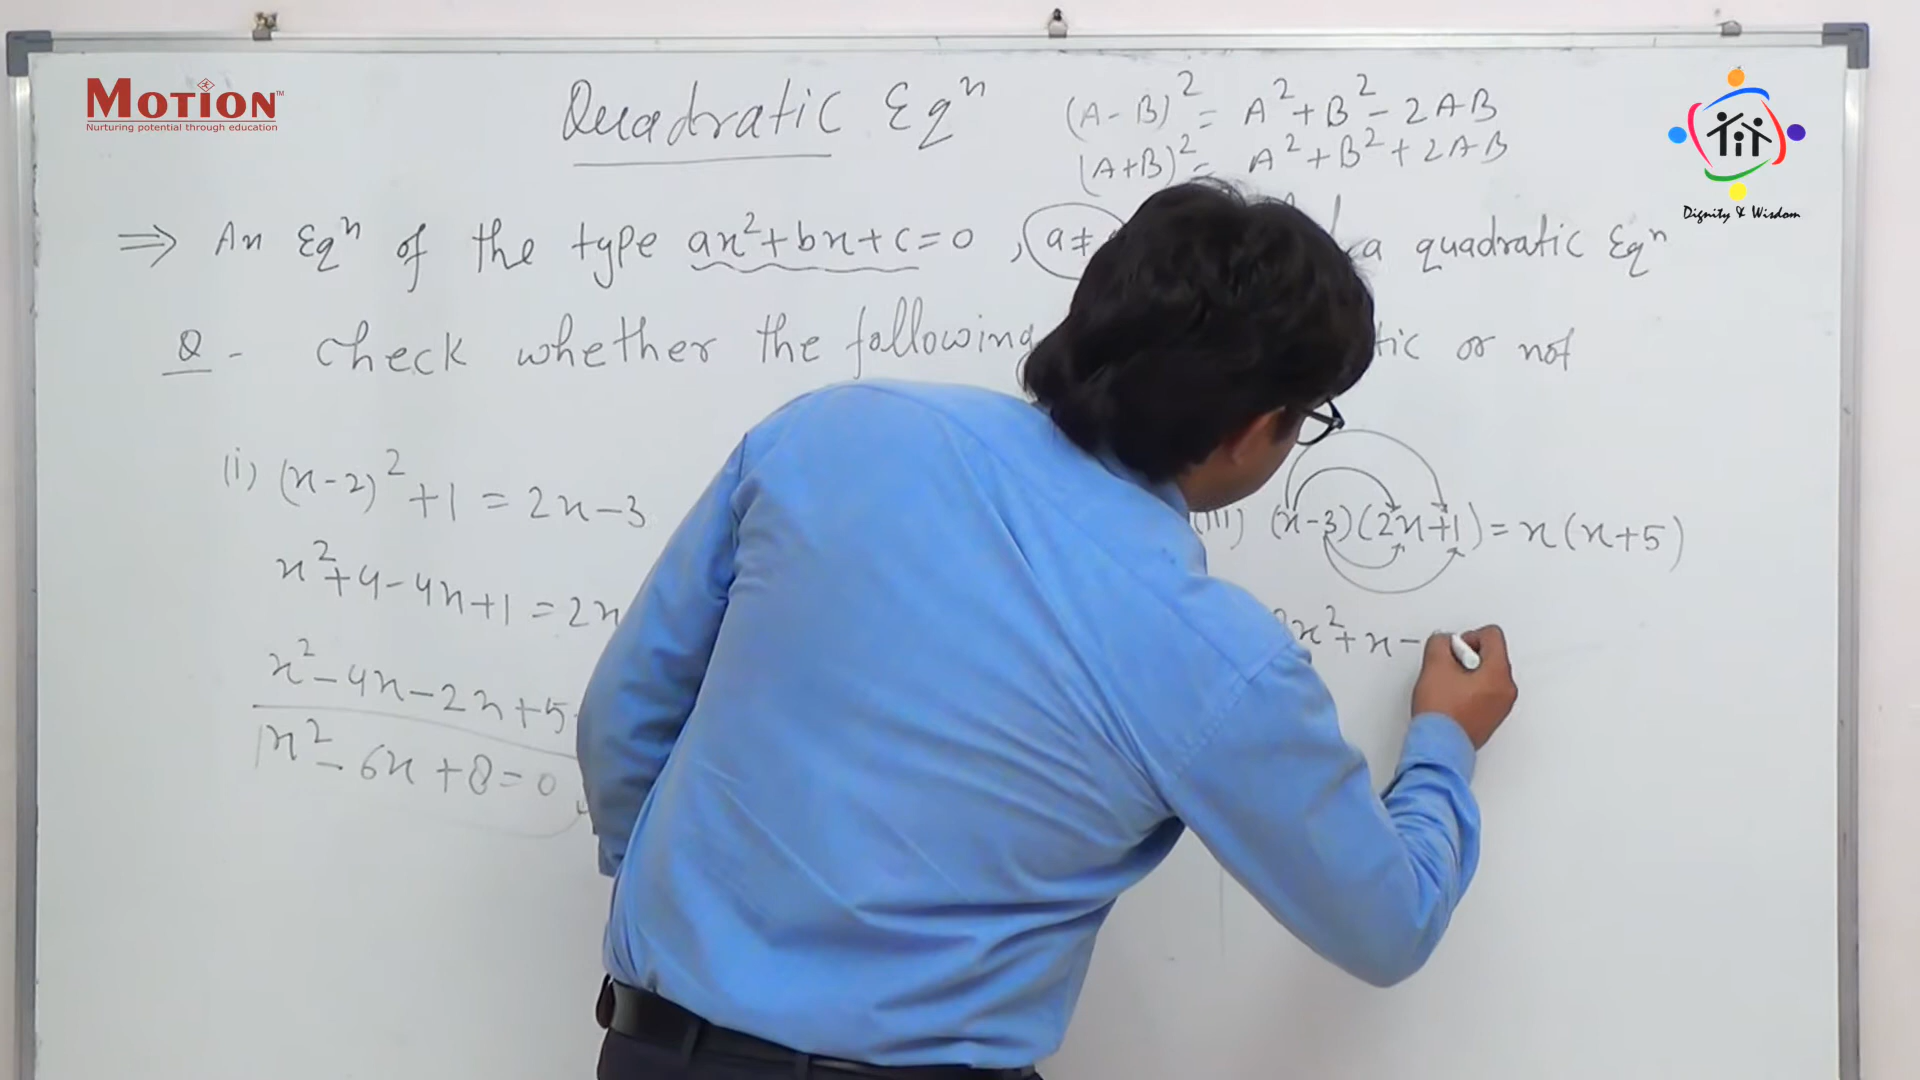 MOTION™
Nurturing potential through education
Quadratic Eqⁿ
(A-B)² = A²+B²-2AB
(A+B)² = A²+B²+2AB
Dignity & Wisdom
⇒ An Eqⁿ of the type ax²+bx+c=0 , a≠ a quadratic Eqⁿ
Q - Check whether the following tic or not
(i) (x-2)²+1 = 2x-3
x²+4-4x+1 = 2x
x²-4x-2x+5
x²-6x+8=0
(iii) (x-3)(2x+1) = x(x+5)
2x²+x-